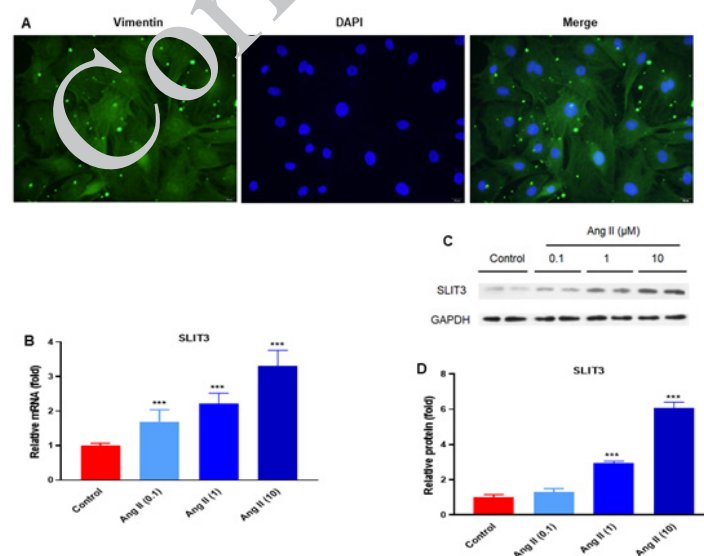 A
Vimentin
DAPI
Merge
Con
C
Ang II (µM)
Control
0.1
1
10
SLIT3
GAPDH
B
SLIT3
Relative mRNA (fold)
4
3
2
1
0
***
***
***
Control
Ang II (0.1)
Ang II (1)
Ang II (10)
D
SLIT3
Relative protein (fold)
8
6
4
2
0
***
***
Control
Ang II (0.1)
Ang II (1)
Ang II (10)